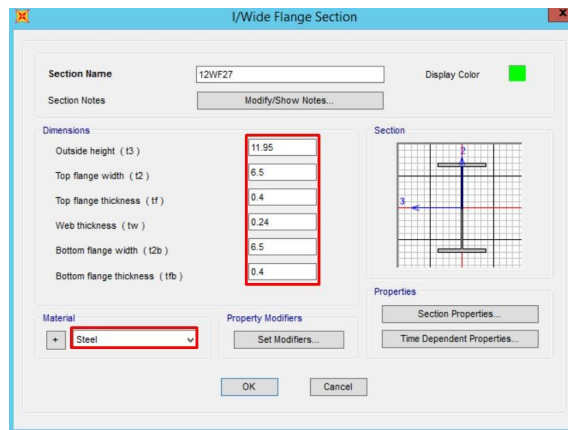 I/Wide Flange Section
X
Section Name
12WF27
Display Color
Section Notes
Modify/Show Notes...
Dimensions
Outside height ( t3 )
11.95
Top flange width ( t2 )
6.5
Top flange thickness ( tf )
0.4
Web thickness ( tw )
0.24
Bottom flange width ( t2b )
6.5
Bottom flange thickness ( tfb )
0.4
Section
2
3
Material
+
Steel
Property Modifiers
Set Modifiers...
Properties
Section Properties...
Time Dependent Properties...
OK
Cancel